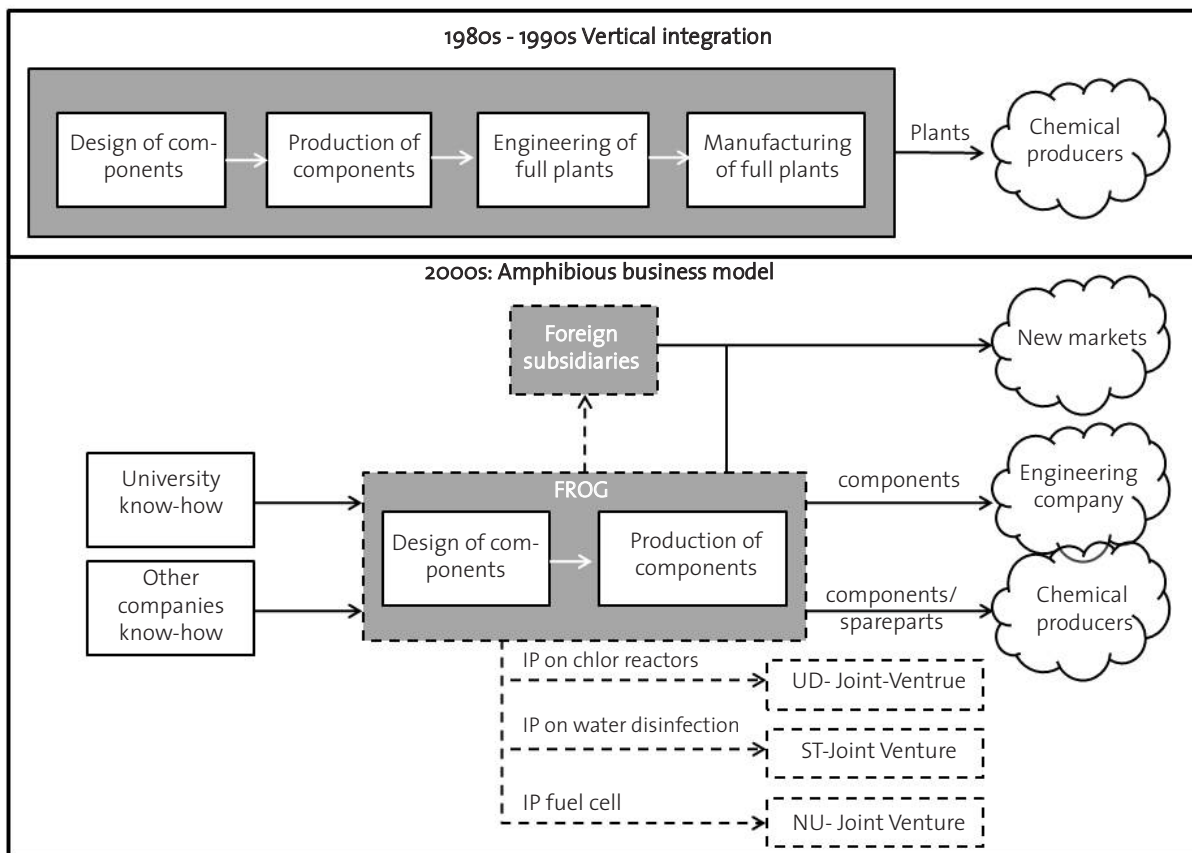 1980s - 1990s Vertical integration
Design of com-
ponents
Production of
components
Engineering of
full plants
Manufacturing
of full plants
Plants
Chemical
producers
2000s: Amphibious business model
Foreign
subsidiaries
New markets
University
know-how
Other
companies
know-how
FROG
Design of com-
ponents
Production of
components
components
Engineering
company
components/
spareparts
Chemical
producers
IP on chlor reactors
UD- Joint-Ventrue
IP on water disinfection
ST-Joint Venture
IP fuel cell
NU- Joint Venture